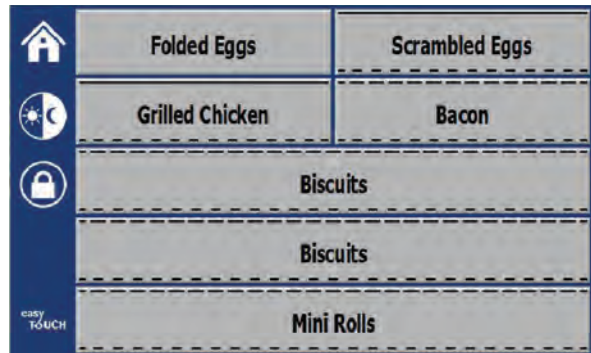 Folded Eggs
Scrambled Eggs
Grilled Chicken
Bacon
Biscuits
Biscuits
Mini Rolls
easy
TOUCH